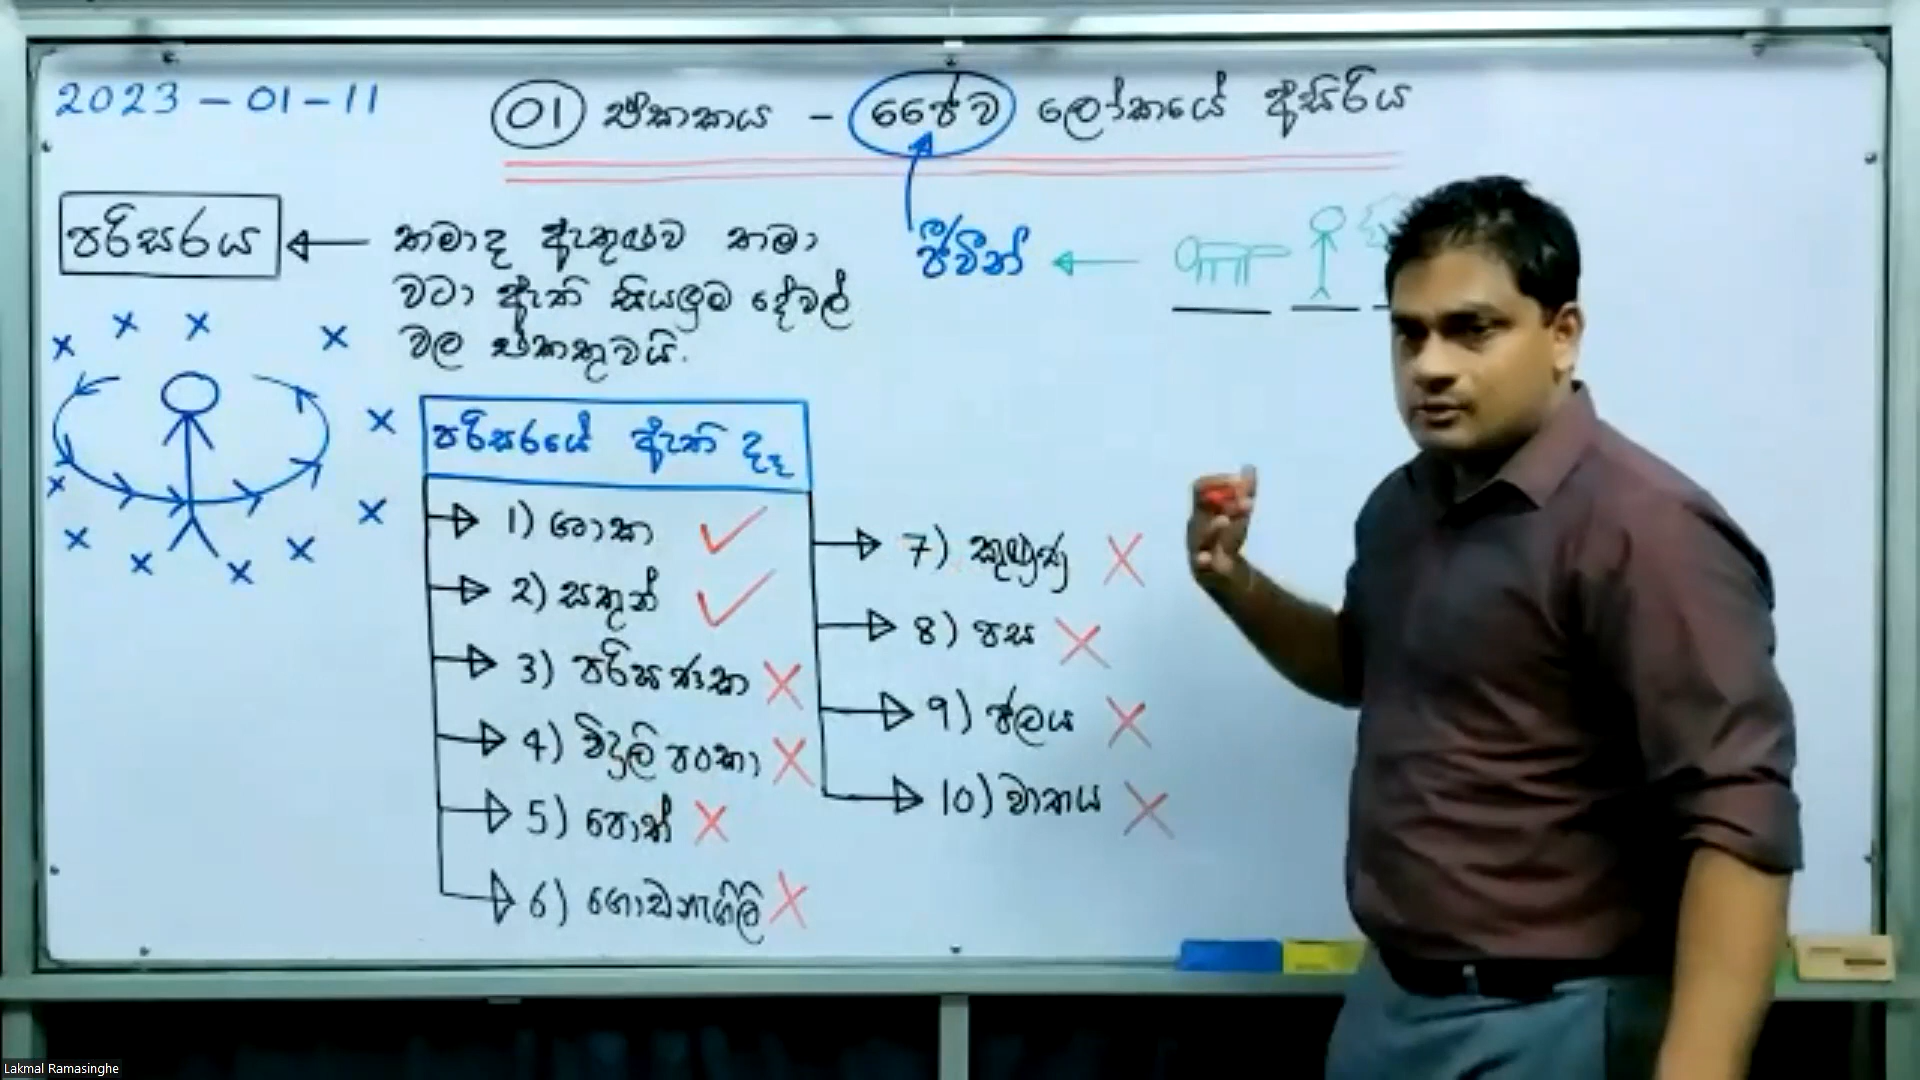 2023-01-11
01 ඒකකය - ජෛව ලෝකයේ අසිරිය
පරිසරය
තමාද ඇතුළුව තමා
වටා ඇති සියළුම දේවල්
වල එකතුවයි.
ජීවීන්
පරිසරයේ ඇති දෑ
1) ගොක
2) සතුන්
3) පරිගණක
4) විදුලි පංකා
5) පොත්
6) ගොඩනැගිලි
7) කුණු
8) පස
9) ජලය
10) වාතය
Lakmal Ramasinghe